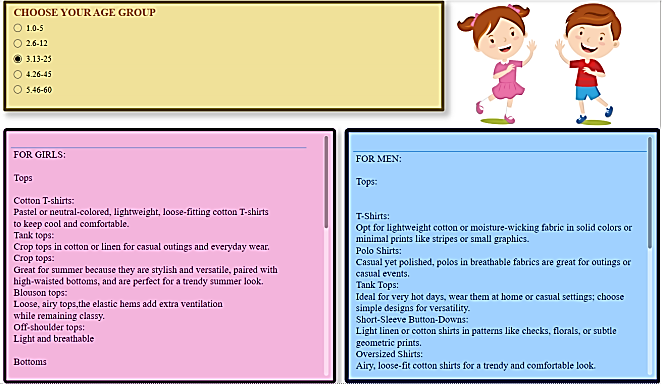 CHOOSE YOUR AGE GROUP
1.0-5
2.6-12
3.13-25
4.26-45
5.46-60
FOR GIRLS:
Tops
Cotton T-shirts:
Pastel or neutral-colored, lightweight, loose-fitting cotton T-shirts
to keep cool and comfortable.
Tank tops:
Crop tops in cotton or linen for casual outings and everyday wear.
Crop tops:
Great for summer because they are stylish and versatile, paired with
high-waisted bottoms, and are perfect for a trendy summer look.
Blouson tops:
Loose, airy tops,the elastic hems add extra ventilation
while remaining classy.
Off-shoulder tops:
Light and breathable
Bottoms
FOR MEN:
Tops:
T-Shirts:
Opt for lightweight cotton or moisture-wicking fabric in solid colors or
minimal prints like stripes or small graphics.
Polo Shirts:
Casual yet polished, polos in breathable fabrics are great for outings or
casual events.
Tank Tops:
Ideal for very hot days, wear them at home or casual settings; choose
simple designs for versatility.
Short-Sleeve Button-Downs:
Light linen or cotton shirts in patterns like checks, florals, or subtle
geometric prints.
Oversized Shirts:
Airy, loose-fit cotton shirts for a trendy and comfortable look.